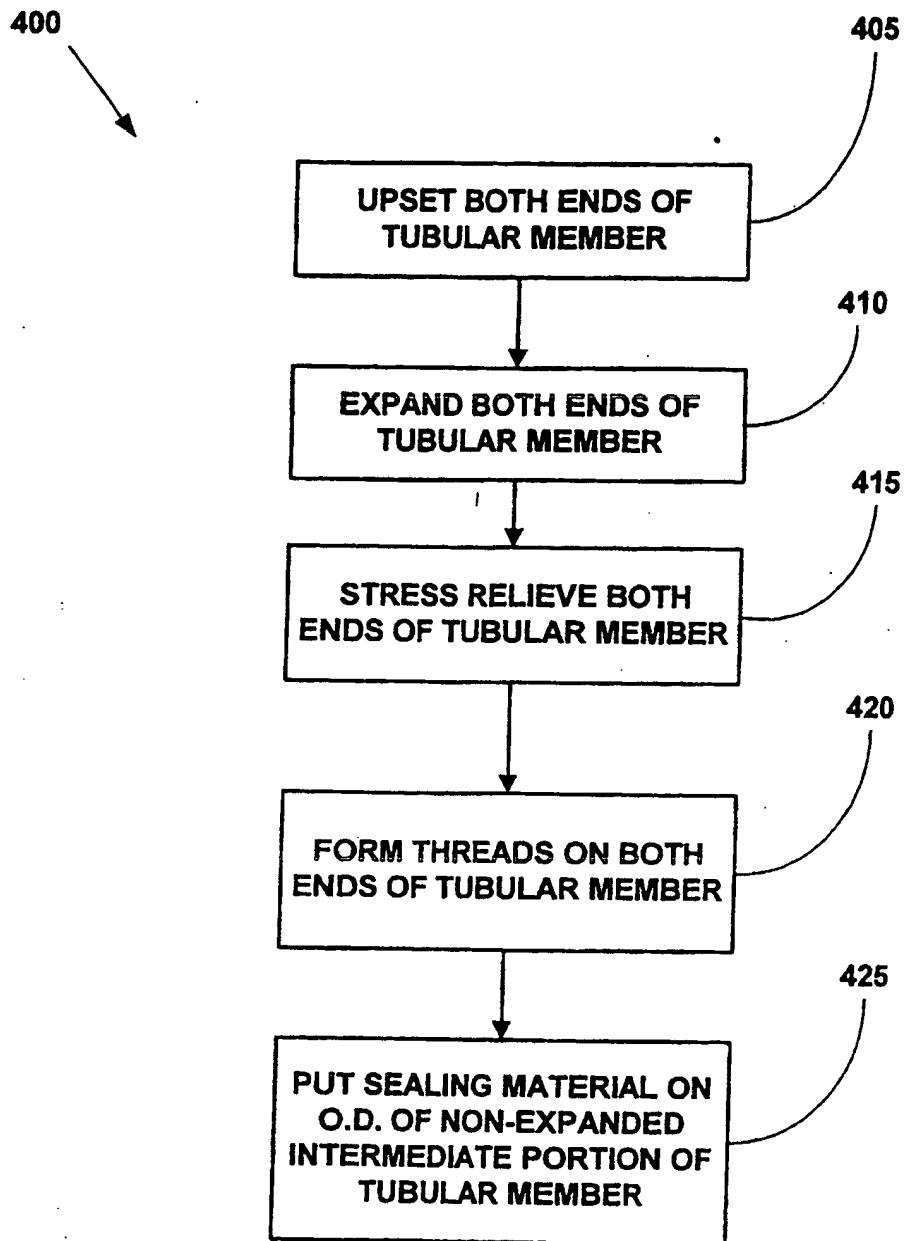 400
405
UPSET BOTH ENDS OF
TUBULAR MEMBER
410
EXPAND BOTH ENDS OF
TUBULAR MEMBER
415
STRESS RELIEVE BOTH
ENDS OF TUBULAR MEMBER
420
FORM THREADS ON BOTH
ENDS OF TUBULAR MEMBER
425
PUT SEALING MATERIAL ON
O.D. OF NON-EXPANDED
INTERMEDIATE PORTION OF
TUBULAR MEMBER